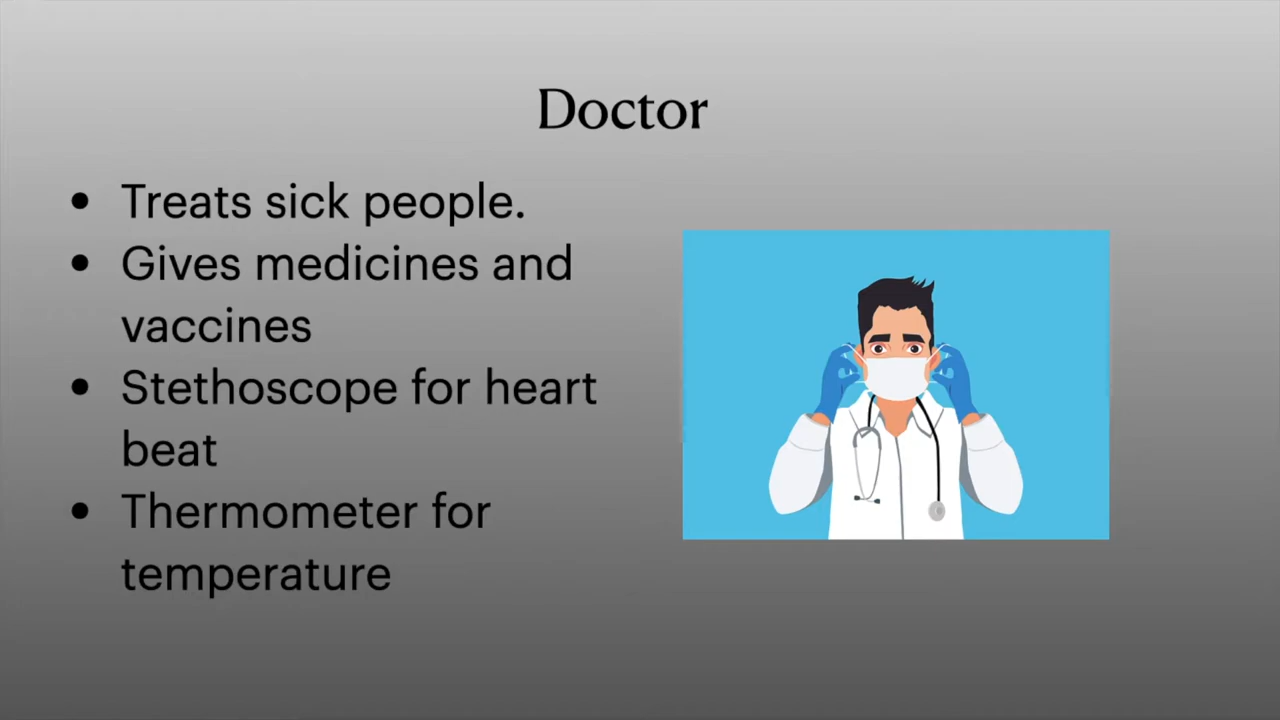 Doctor
• Treats sick people.
• Gives medicines and
vaccines
• Stethoscope for heart
beat
• Thermometer for
temperature